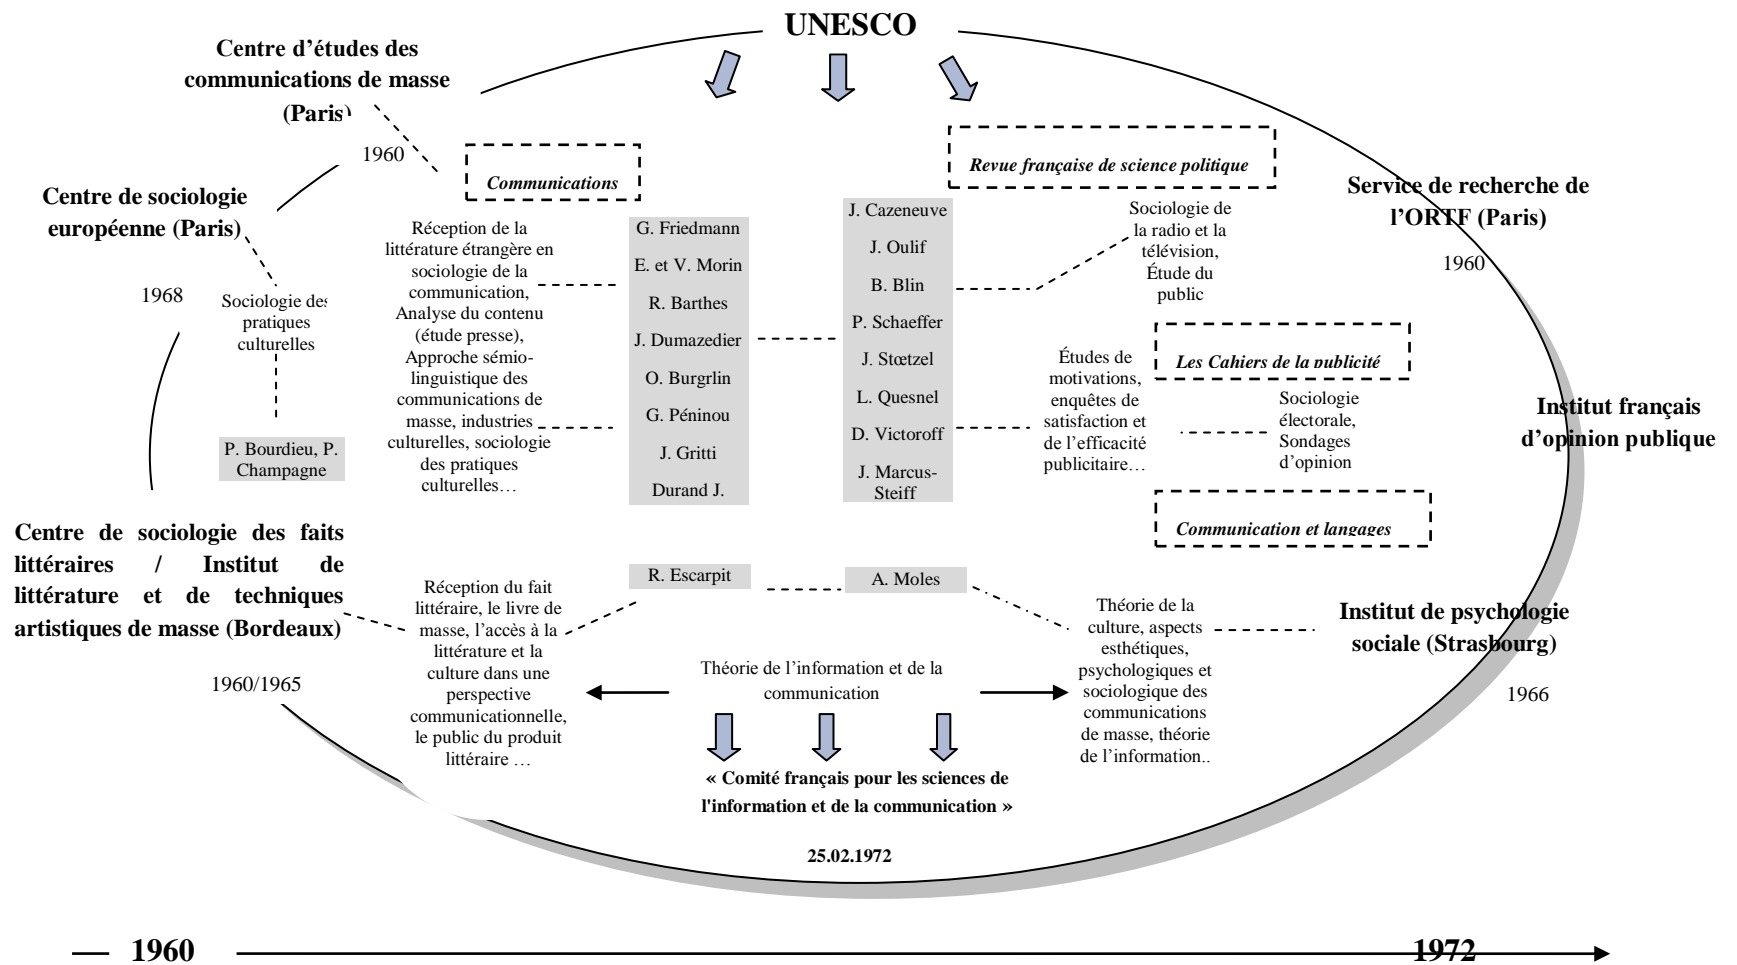 UNESCO
Centre d'études des
communications de masse
(Paris)
1960
Centre de sociologie
européenne (Paris)
1968
Sociologie des
pratiques
culturelles
P. Bourdieu, P.
Champagne
Communications
Réception de la
littérature étrangère en
sociologie de la
communication,
Analyse du contenu
(étude presse),
Approche sémio-
linguistique des
communications de
masse, industries
culturelles, sociologie
des pratiques
culturelles…
G. Friedmann
E. et V. Morin
R. Barthes
J. Dumazedier
O. Burgrlin
G. Péninou
J. Gritti
Durand J.
J. Cazeneuve
J. Oulif
B. Blin
P. Schaeffer
J. Stœtzel
L. Quesnel
D. Victoroff
J. Marcus-
Steiff
Revue française de science politique
Sociologie de
la radio et la
télévision,
Étude du
public
Service de recherche de
l'ORTF (Paris)
1960
Les Cahiers de la publicité
Études de
motivations,
enquêtes de
satisfaction et
de l'efficacité
publicitaire…
Sociologie
électorale,
Sondages
d'opinion
Institut français
d'opinion publique
Communication et langages
Centre de sociologie des faits
littéraires / Institut de
littérature et de techniques
artistiques de masse (Bordeaux)
1960/1965
Réception du fait
littéraire, le livre de
masse, l'accès à la
littérature et la
culture dans une
perspective
communicationnelle,
le public du produit
littéraire …
R. Escarpit
A. Moles
Théorie de l'information et de la
communication
Théorie de la
culture, aspects
esthétiques,
psychologiques et
sociologique des
communications
de masse, théorie
de l'information..
Institut de psychologie
sociale (Strasbourg)
1966
« Comité français pour les sciences de
l'information et de la communication »
25.02.1972
1960
1972